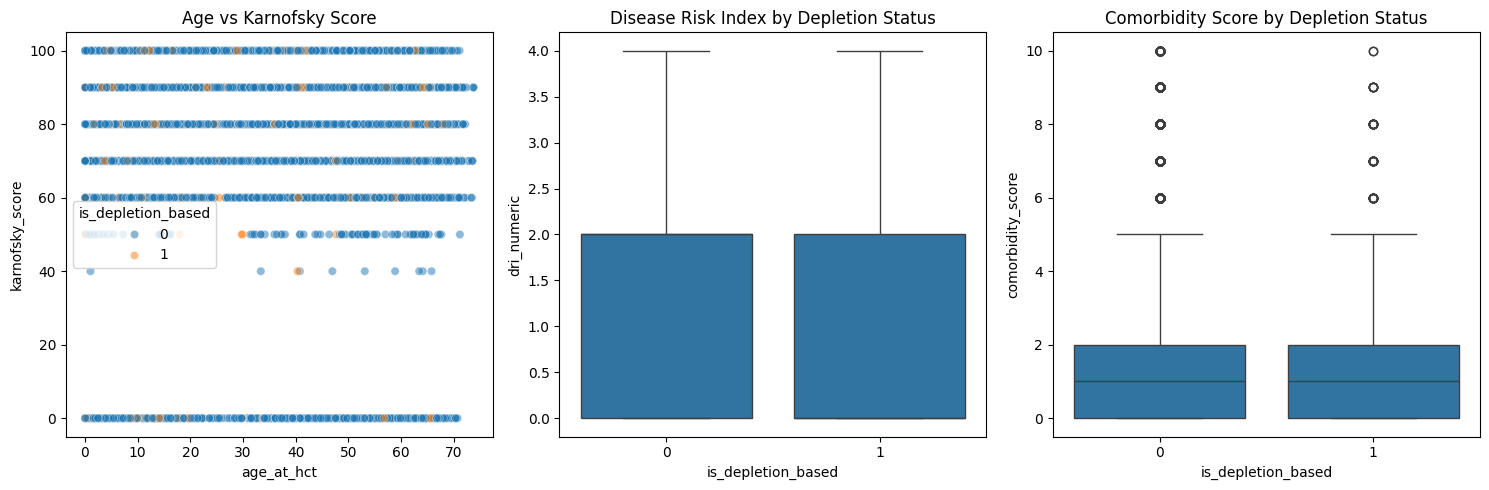 Age vs Karnofsky Score
karnofsky_score
100
80
60
40
20
0
is_depletion_based
0
1
0 10 20 30 40 50 60 70
age_at_hct
Disease Risk Index by Depletion Status
dri_numeric
4.0
3.5
3.0
2.5
2.0
1.5
1.0
0.5
0.0
0 1
is_depletion_based
Comorbidity Score by Depletion Status
comorbidity_score
10
8
6
4
2
0
0 1
is_depletion_based